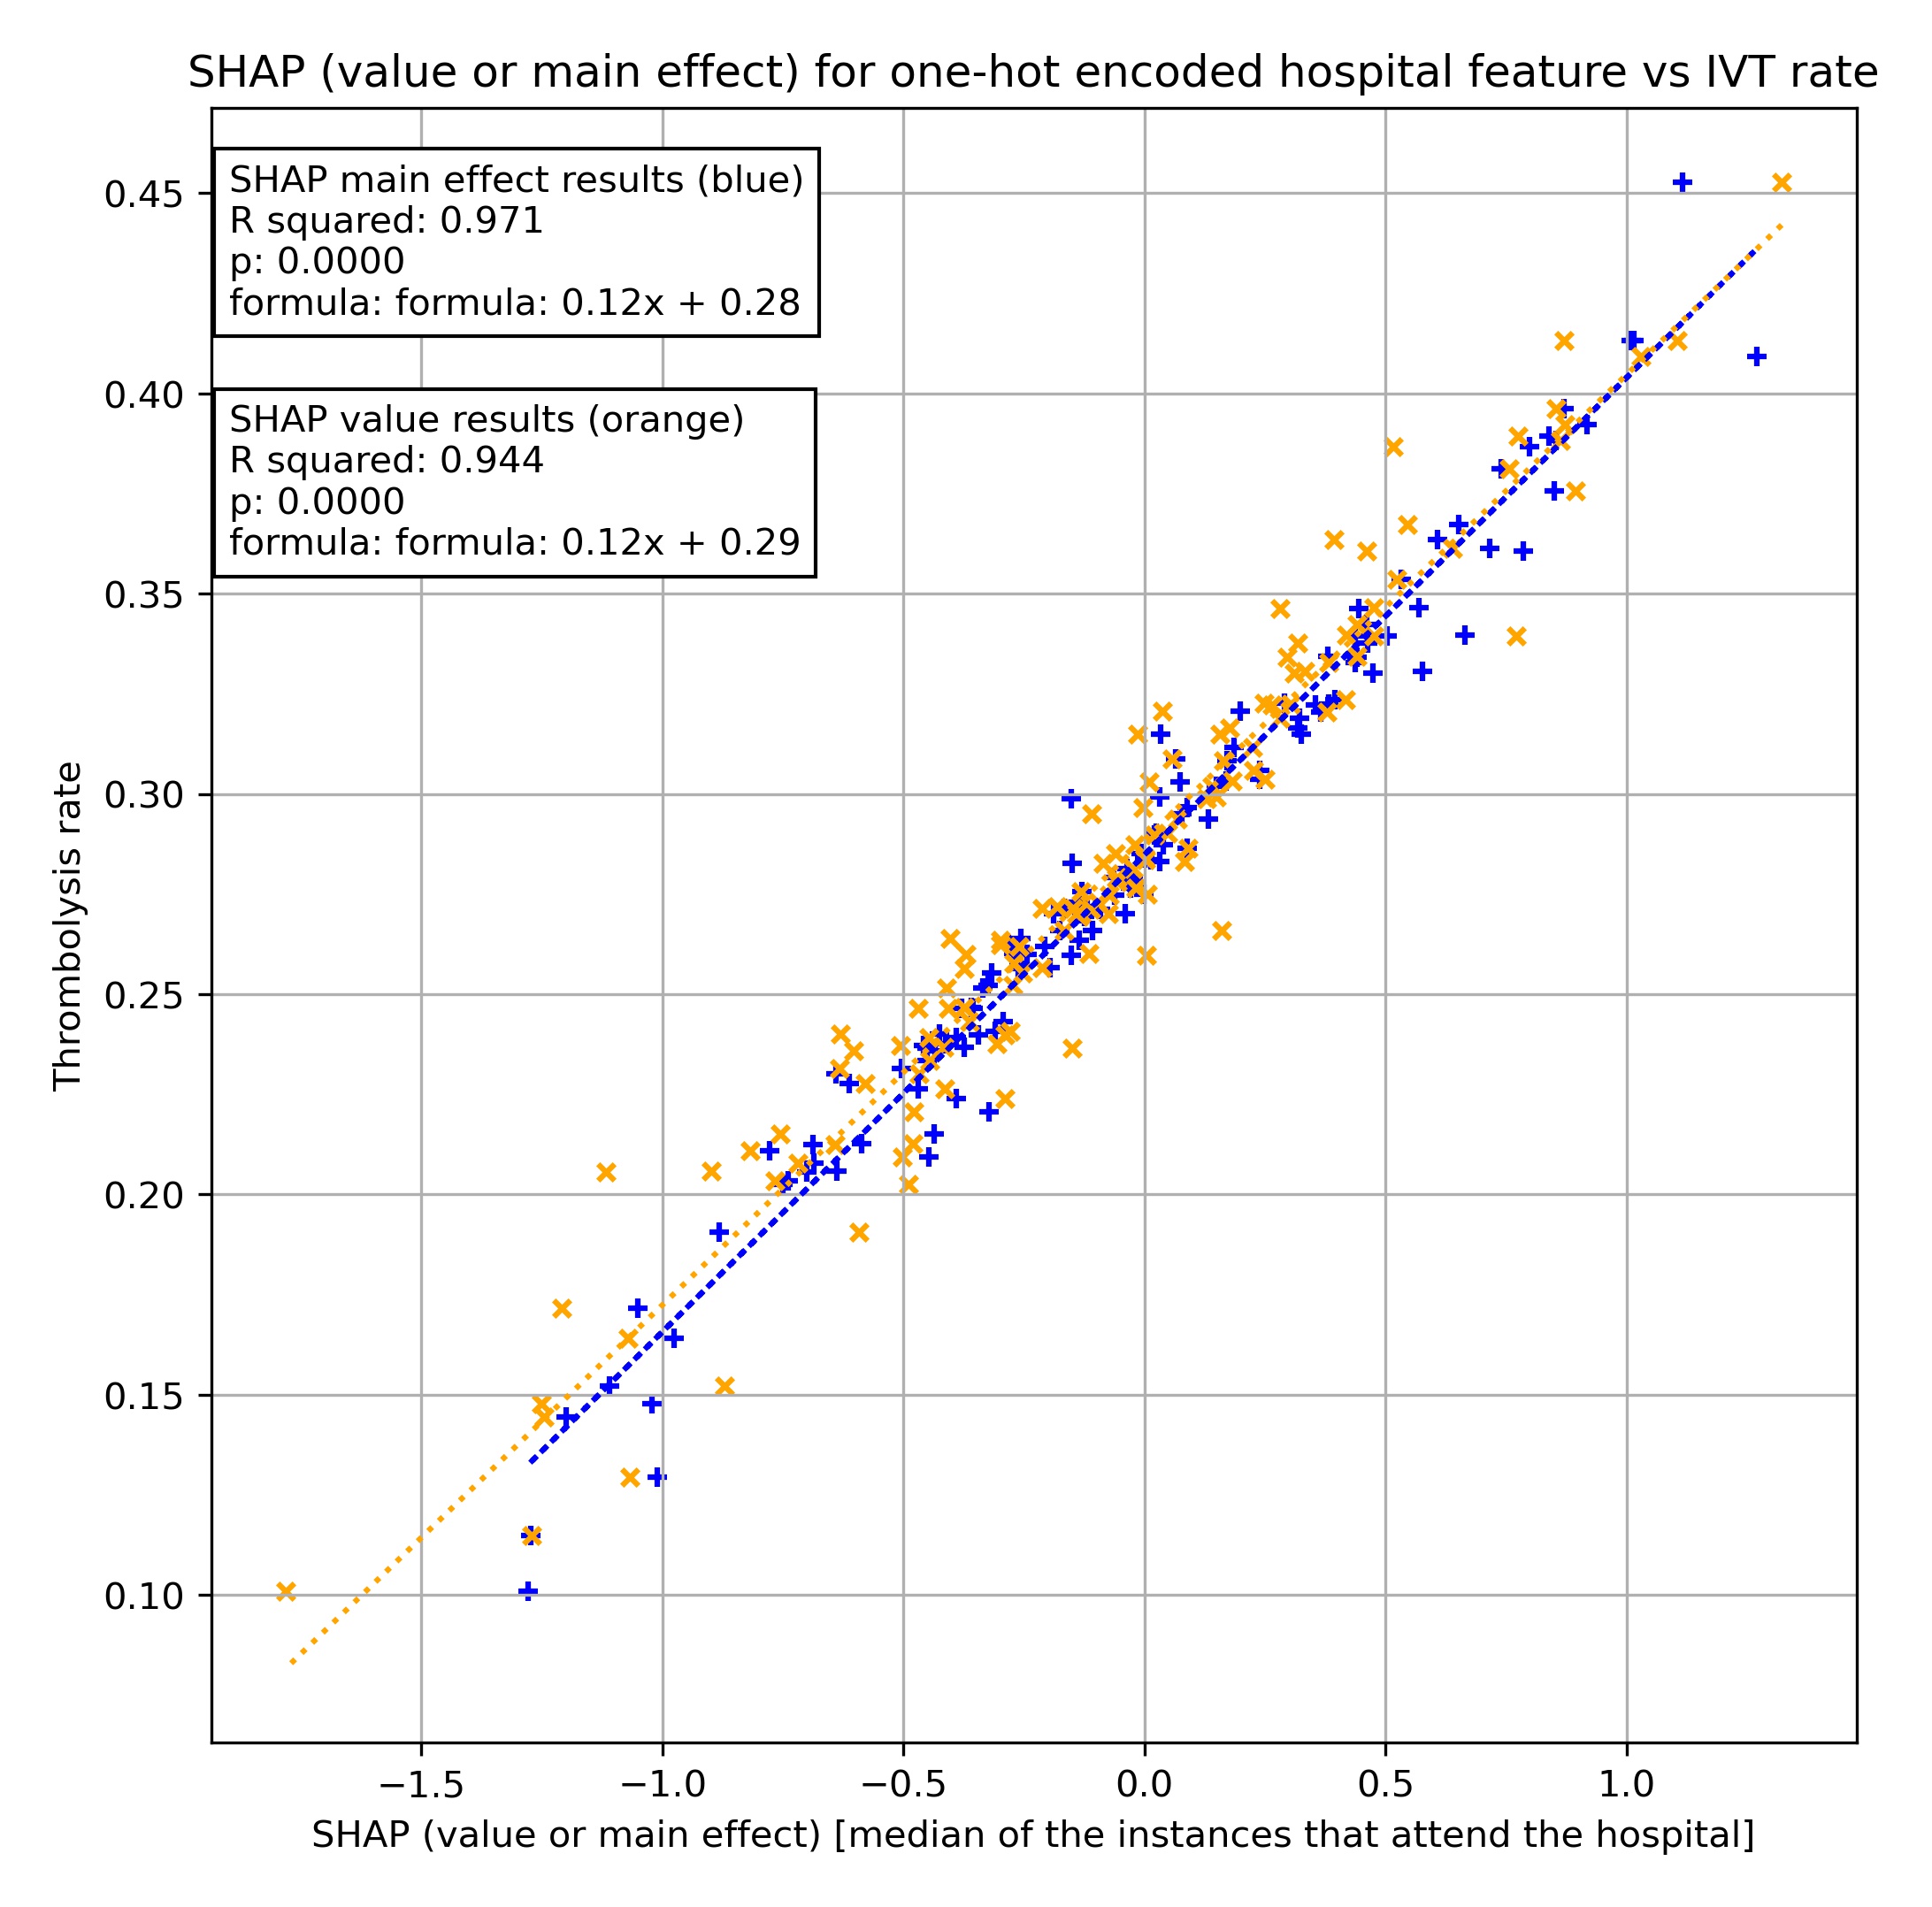 SHAP (value or main effect) for one-hot encoded hospital feature vs IVT rate
SHAP main effect results (blue)
R squared: 0.971
p: 0.0000
formula: formula: 0.12x + 0.28
SHAP value results (orange)
R squared: 0.944
p: 0.0000
formula: formula: 0.12x + 0.29
0.45
0.40
0.35
0.30
0.25
0.20
0.15
0.10
Thrombolysis rate
−1.5
−1.0
−0.5
0.0
0.5
1.0
SHAP (value or main effect) [median of the instances that attend the hospital]